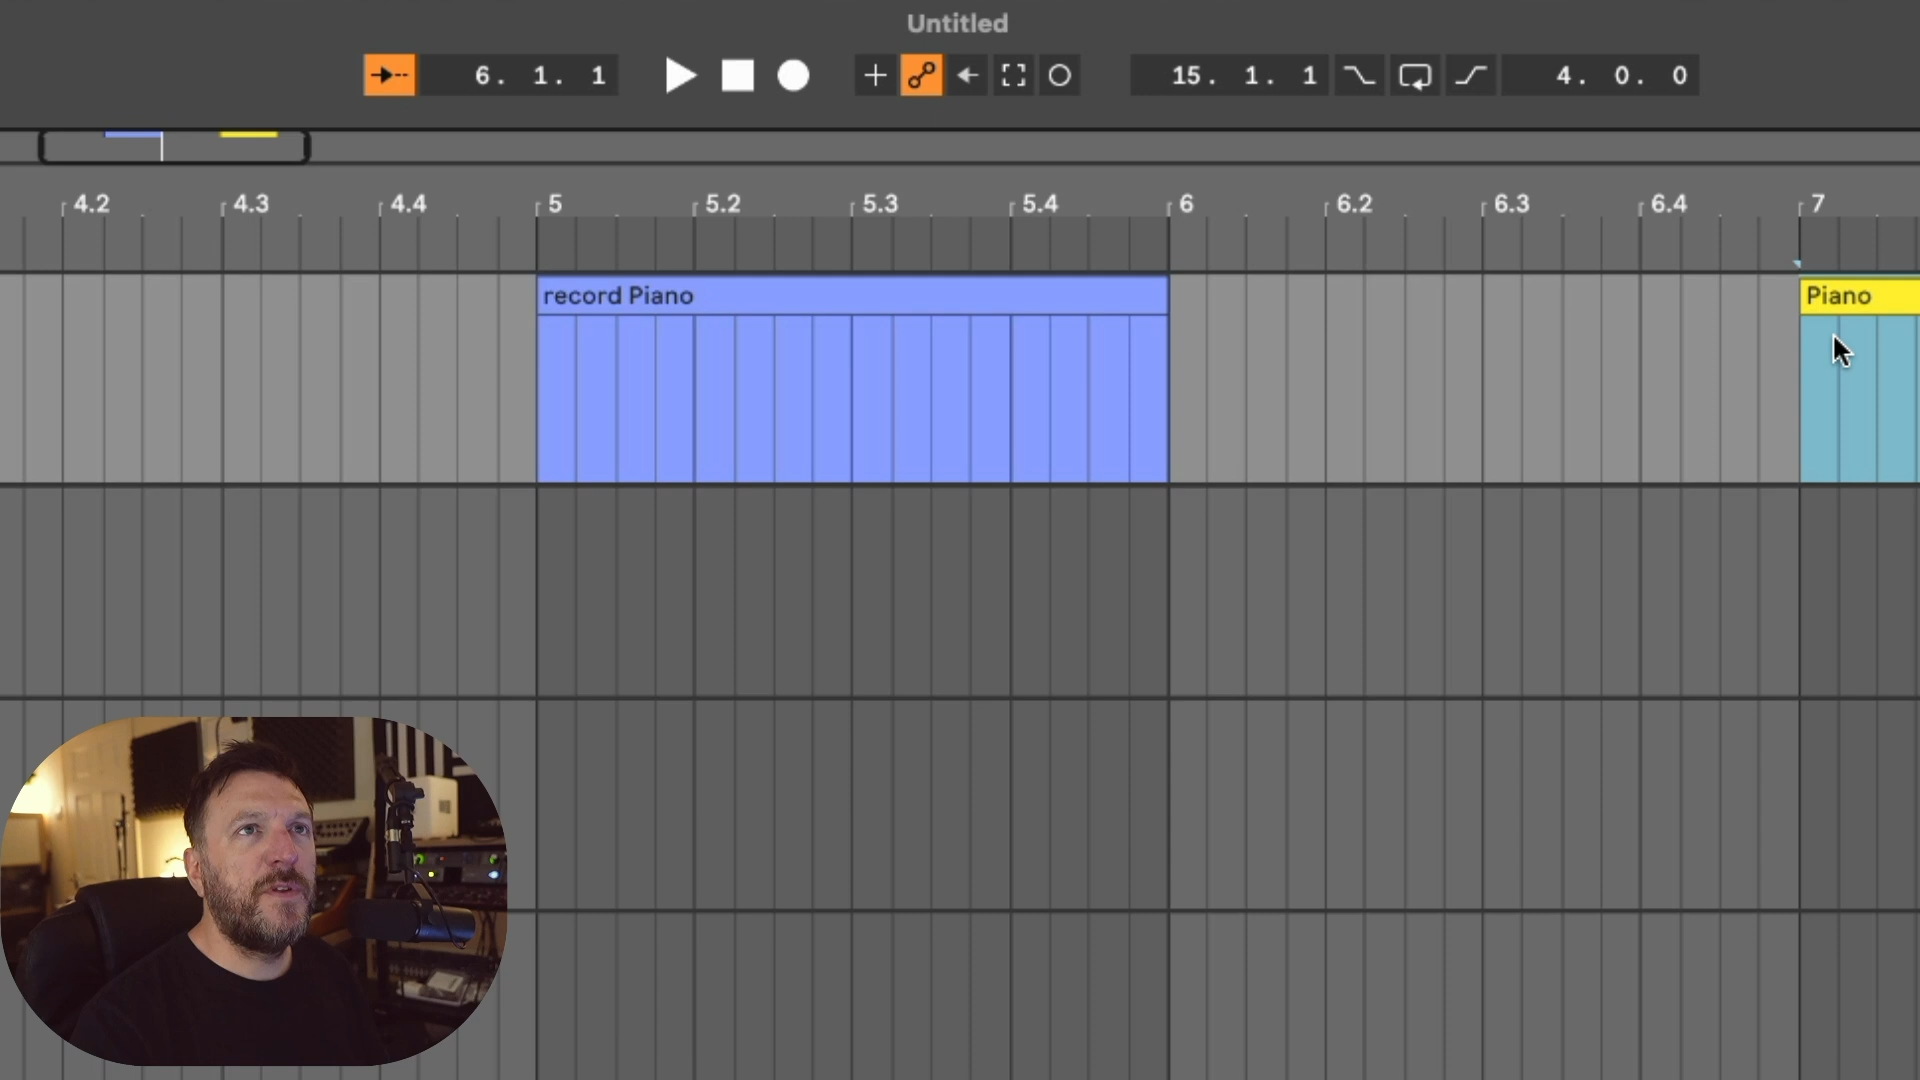 Untitled
6. 1. 1 15. 1. 1 4. 0. 0
4.2 4.3 4.4 5 5.2 5.3 5.4 6 6.2 6.3 6.4 7
record Piano Piano